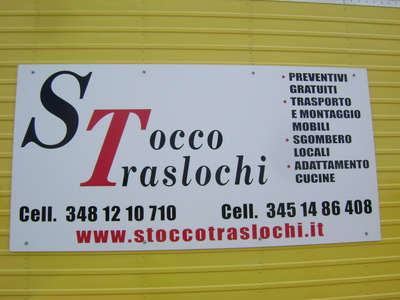 Stocco
Traslochi
• PREVENTIVI
GRATUITI
• TRASPORTO
E MONTAGGIO
MOBILI
• SGOMBERO
LOCALI
• ADATTAMENTO
CUCINE
Cell. 348 12 10 710
Cell. 345 14 86 408
www.stoccotraslochi.it